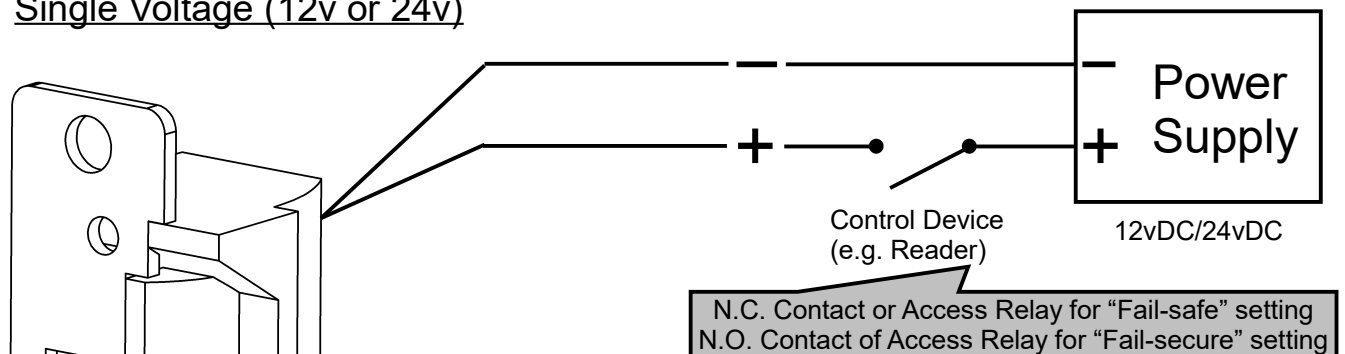 Single Voltage (12v or 24v)
Power
Supply
12vDC/24vDC
Control Device
(e.g. Reader)
N.C. Contact or Access Relay for “Fail-safe” setting
N.O. Contact of Access Relay for “Fail-secure” setting